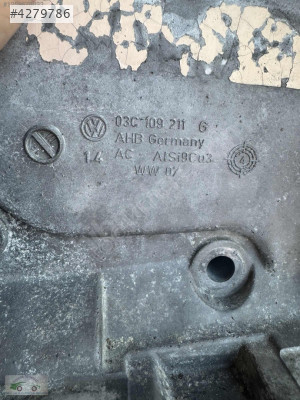 #4279786
03C 109 211 G
AHB Germany
1.4 AC - AlSi9Cu3